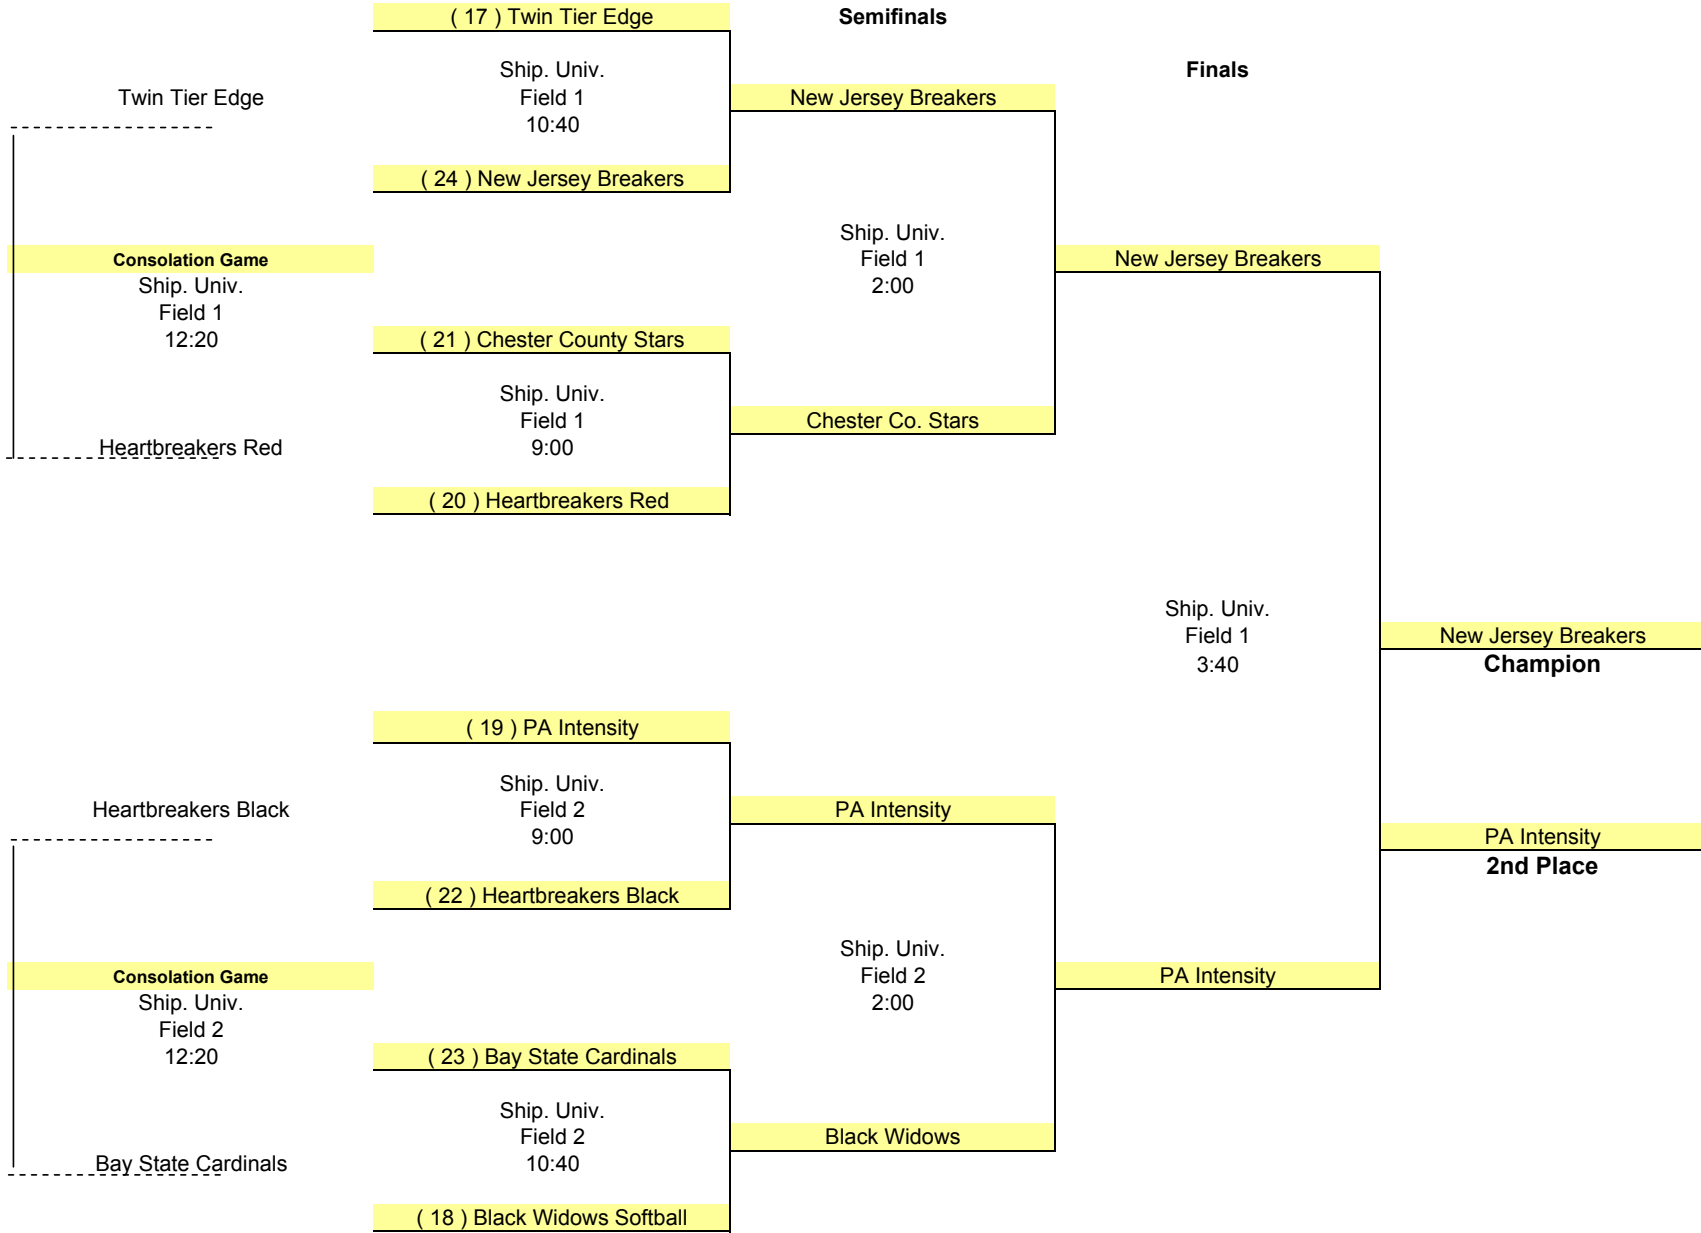 ( 17 ) Twin Tier Edge
Semifinals
Ship. Univ.
Finals
Twin Tier Edge
Field 1
New Jersey Breakers
10:40
( 24 ) New Jersey Breakers
Ship. Univ.
Consolation Game
Field 1
New Jersey Breakers
Ship. Univ.
2:00
Field 1
12:20
( 21 ) Chester County Stars
Ship. Univ.
Field 1
Chester Co. Stars
Heartbreakers Red
9:00
( 20 ) Heartbreakers Red
Ship. Univ.
Field 1
New Jersey Breakers
3:40
Champion
( 19 ) PA Intensity
Ship. Univ.
Heartbreakers Black
Field 2
PA Intensity
9:00
PA Intensity
2nd Place
( 22 ) Heartbreakers Black
Ship. Univ.
Consolation Game
Field 2
PA Intensity
Ship. Univ.
2:00
Field 2
12:20
( 23 ) Bay State Cardinals
Ship. Univ.
Field 2
Black Widows
Bay State Cardinals
10:40
( 18 ) Black Widows Softball